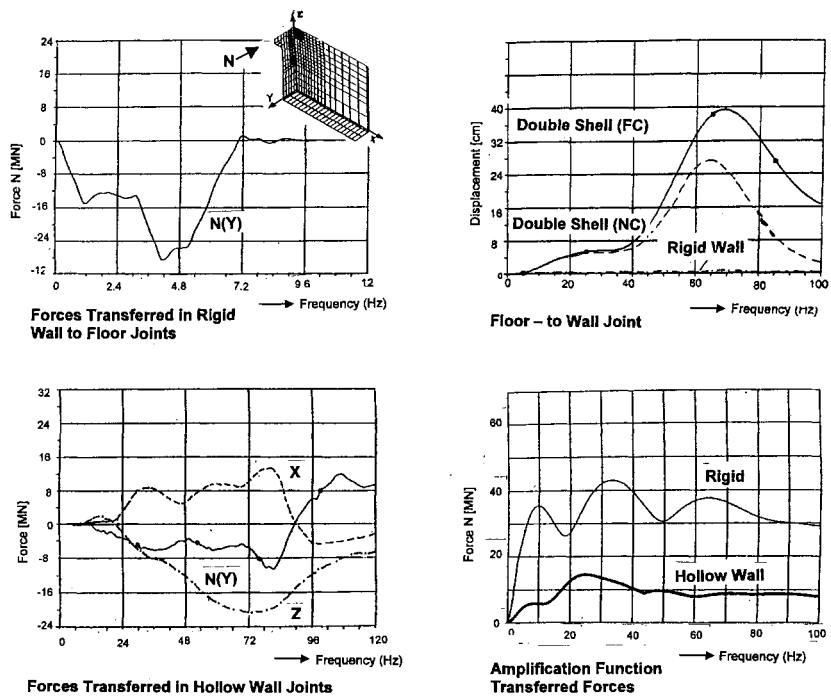 24
16
8
0
-8
-16
-24
-12
Force N [MN]
Z
N
Y
X
N(Y)
0 2.4 4.8 7.2 9.6 12
Frequency (Hz)
Forces Transferred in Rigid
Wall to Floor Joints
40
32
24
16
8
0
Displacement [cm]
Double Shell (FC)
Double Shell (NC)
Rigid Wall
0 20 40 60 80 100
Frequency (Hz)
Floor – to Wall Joint
32
24
16
8
0
-8
-16
-24
Force [MN]
X
N(Y)
Z
0 24 48 72 96 120
Frequency (Hz)
Forces Transferred in Hollow Wall Joints
60
40
20
0
Force N [MN]
Rigid
Hollow Wall
0 20 40 60 80 100
Frequency (Hz)
Amplification Function
Transferred Forces